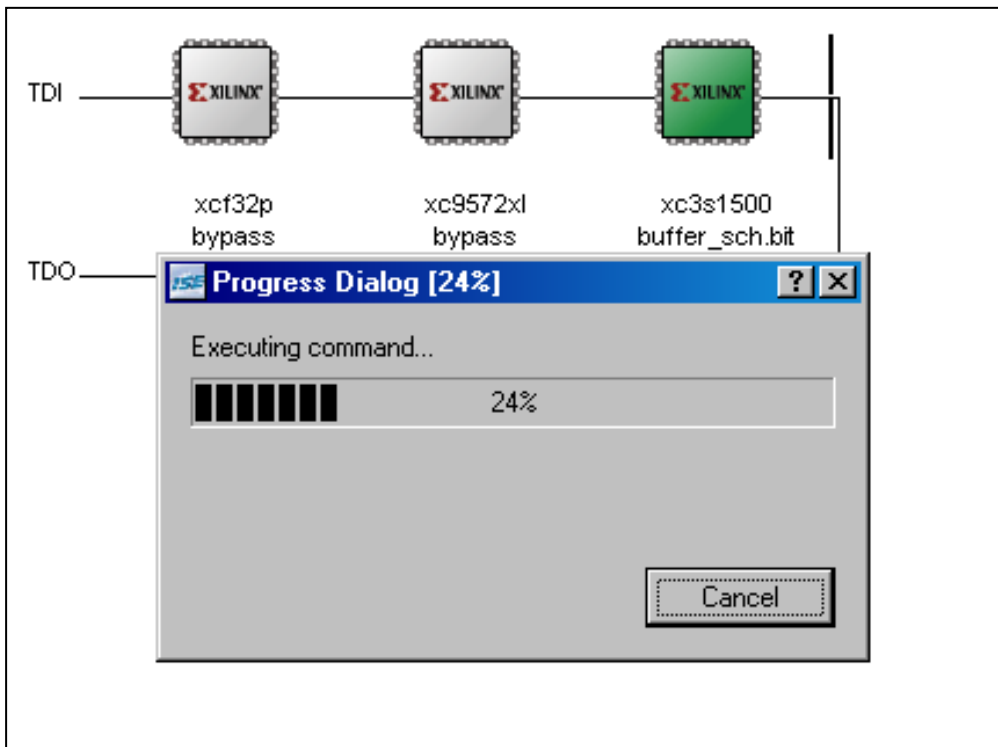 TDI
XILINX XILINX XILINX
xcf32p xc9572xl xc3s1500
bypass bypass buffer_sch.bit
TDO
ISE Progress Dialog [24%] ? X
Executing command...
24%
Cancel